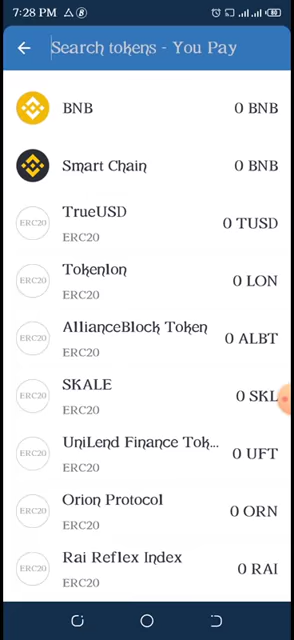 7:28 PM
Search tokens - You Pay
BNB
0 BNB
Smart Chain
0 BNB
ERC20
TrueUSD
ERC20
0 TUSD
ERC20
Tokenlon
ERC20
0 LON
ERC20
AllianceBlock Token
ERC20
0 ALBT
ERC20
SKALE
ERC20
0 SKL
ERC20
UniLend Finance Tok...
ERC20
0 UFT
ERC20
Orion Protocol
ERC20
0 ORN
ERC20
Rai Reflex Index
ERC20
0 RAI